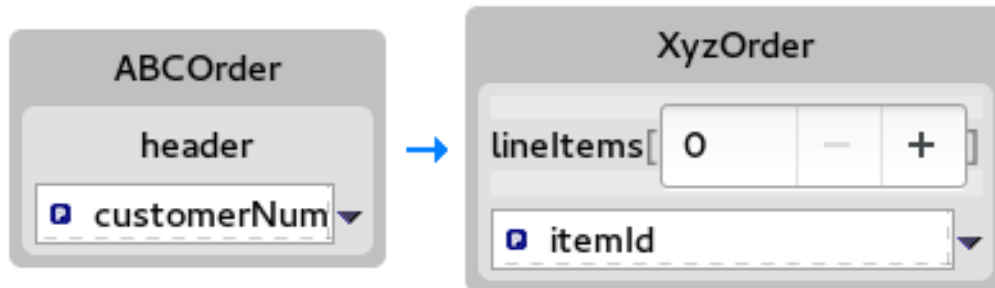 ABCOrder
header
customerNum
XyzOrder
lineItems[ 0 − + ]
itemId